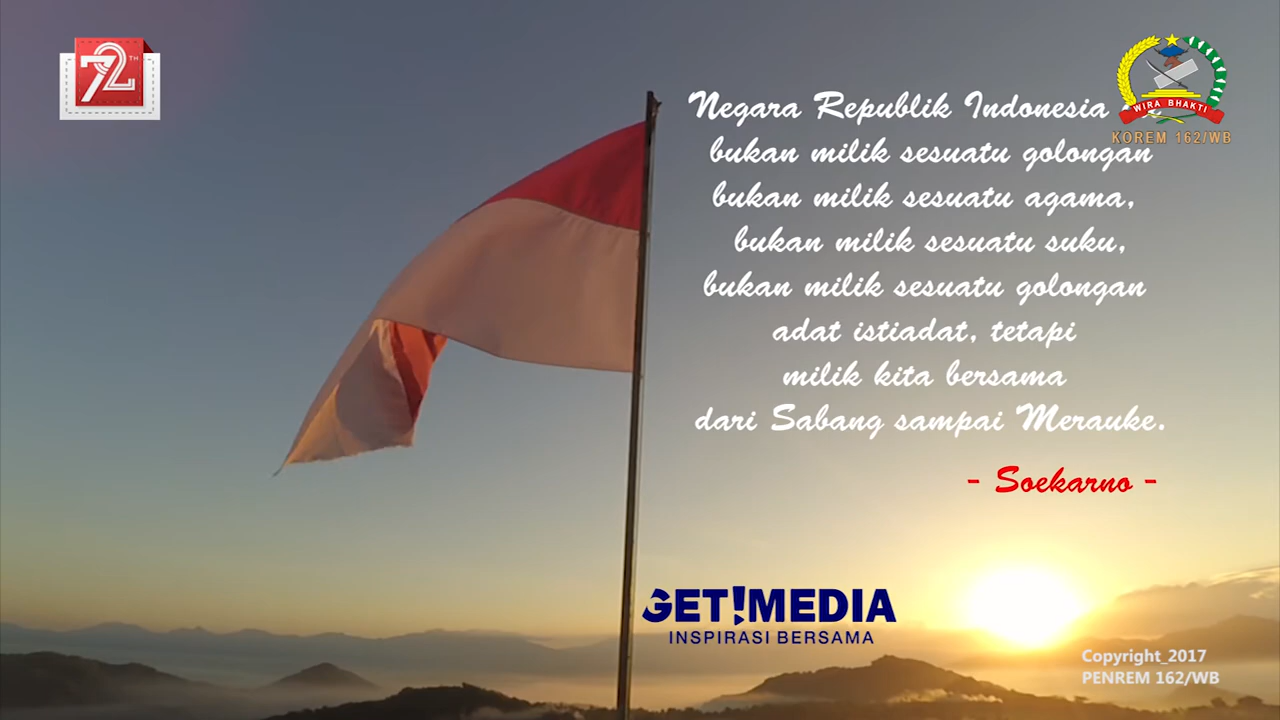 72TH
Negara Republik Indonesia
bukan milik sesuatu golongan
bukan milik sesuatu agama,
bukan milik sesuatu suku,
bukan milik sesuatu golongan
adat istiadat, tetapi
milik kita bersama
dari Sabang sampai Merauke.
- Soekarno -
WIRA BHAKTI
KOREM 162/WB
GET!MEDIA
INSPIRASI BERSAMA
Copyright_2017
PENREM 162/WB